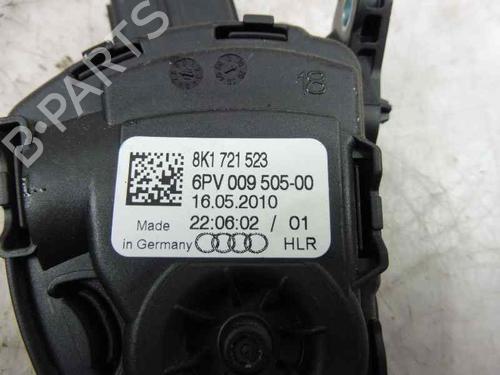 B-PARTS
18
8K1 721 523
6PV 009 505-00
16.05.2010
Made 22:06:02 / 01
in Germany HLR